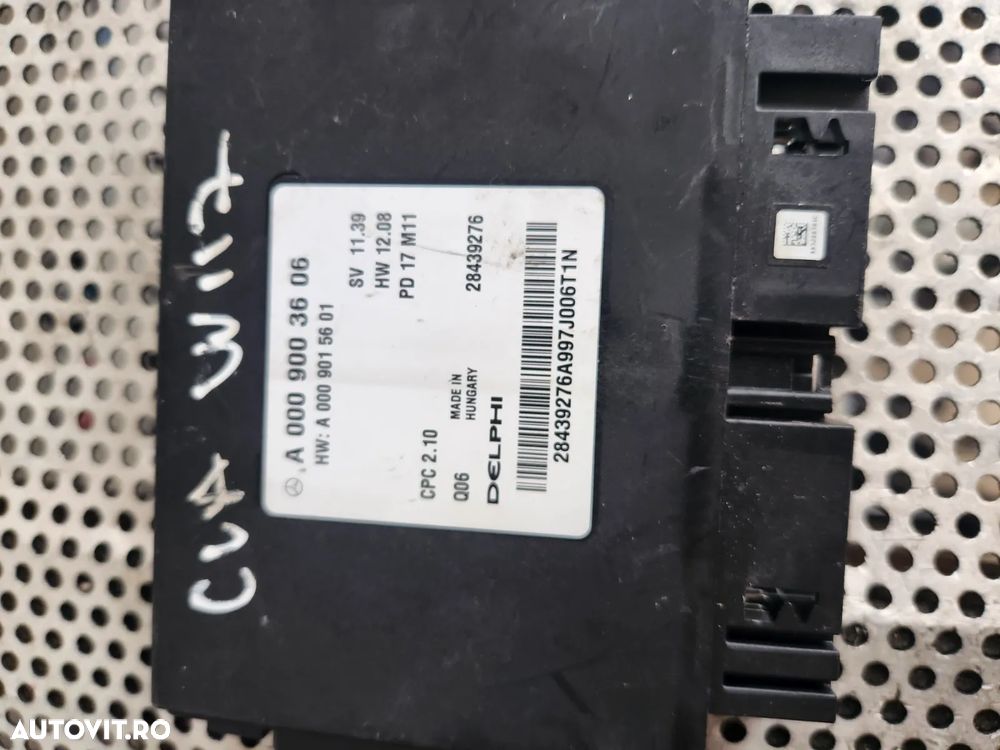 CLA W117
A 000 900 36 06
HW: A 000 901 56 01
SV 11.39
HW 12.08
PD 17 M11
CPC 2.10
Q06
MADE IN
HUNGARY
28439276
DELPHI
28439276A997J006T1N
AUTOVIT.RO